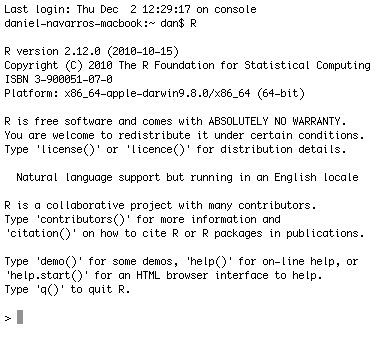 Last login: Thu Dec  2 12:29:17 on console
daniel-navarros-macbook:~ dan$ R
R version 2.12.0 (2010-10-15)
Copyright (C) 2010 The R Foundation for Statistical Computing
ISBN 3-900051-07-0
Platform: x86_64-apple-darwin9.8.0/x86_64 (64-bit)
R is free software and comes with ABSOLUTELY NO WARRANTY.
You are welcome to redistribute it under certain conditions.
Type 'license()' or 'licence()' for distribution details.
  Natural language support but running in an English locale
R is a collaborative project with many contributors.
Type 'contributors()' for more information and
'citation()' on how to cite R or R packages in publications.
Type 'demo()' for some demos, 'help()' for on-line help, or
'help.start()' for an HTML browser interface to help.
Type 'q()' to quit R.
>